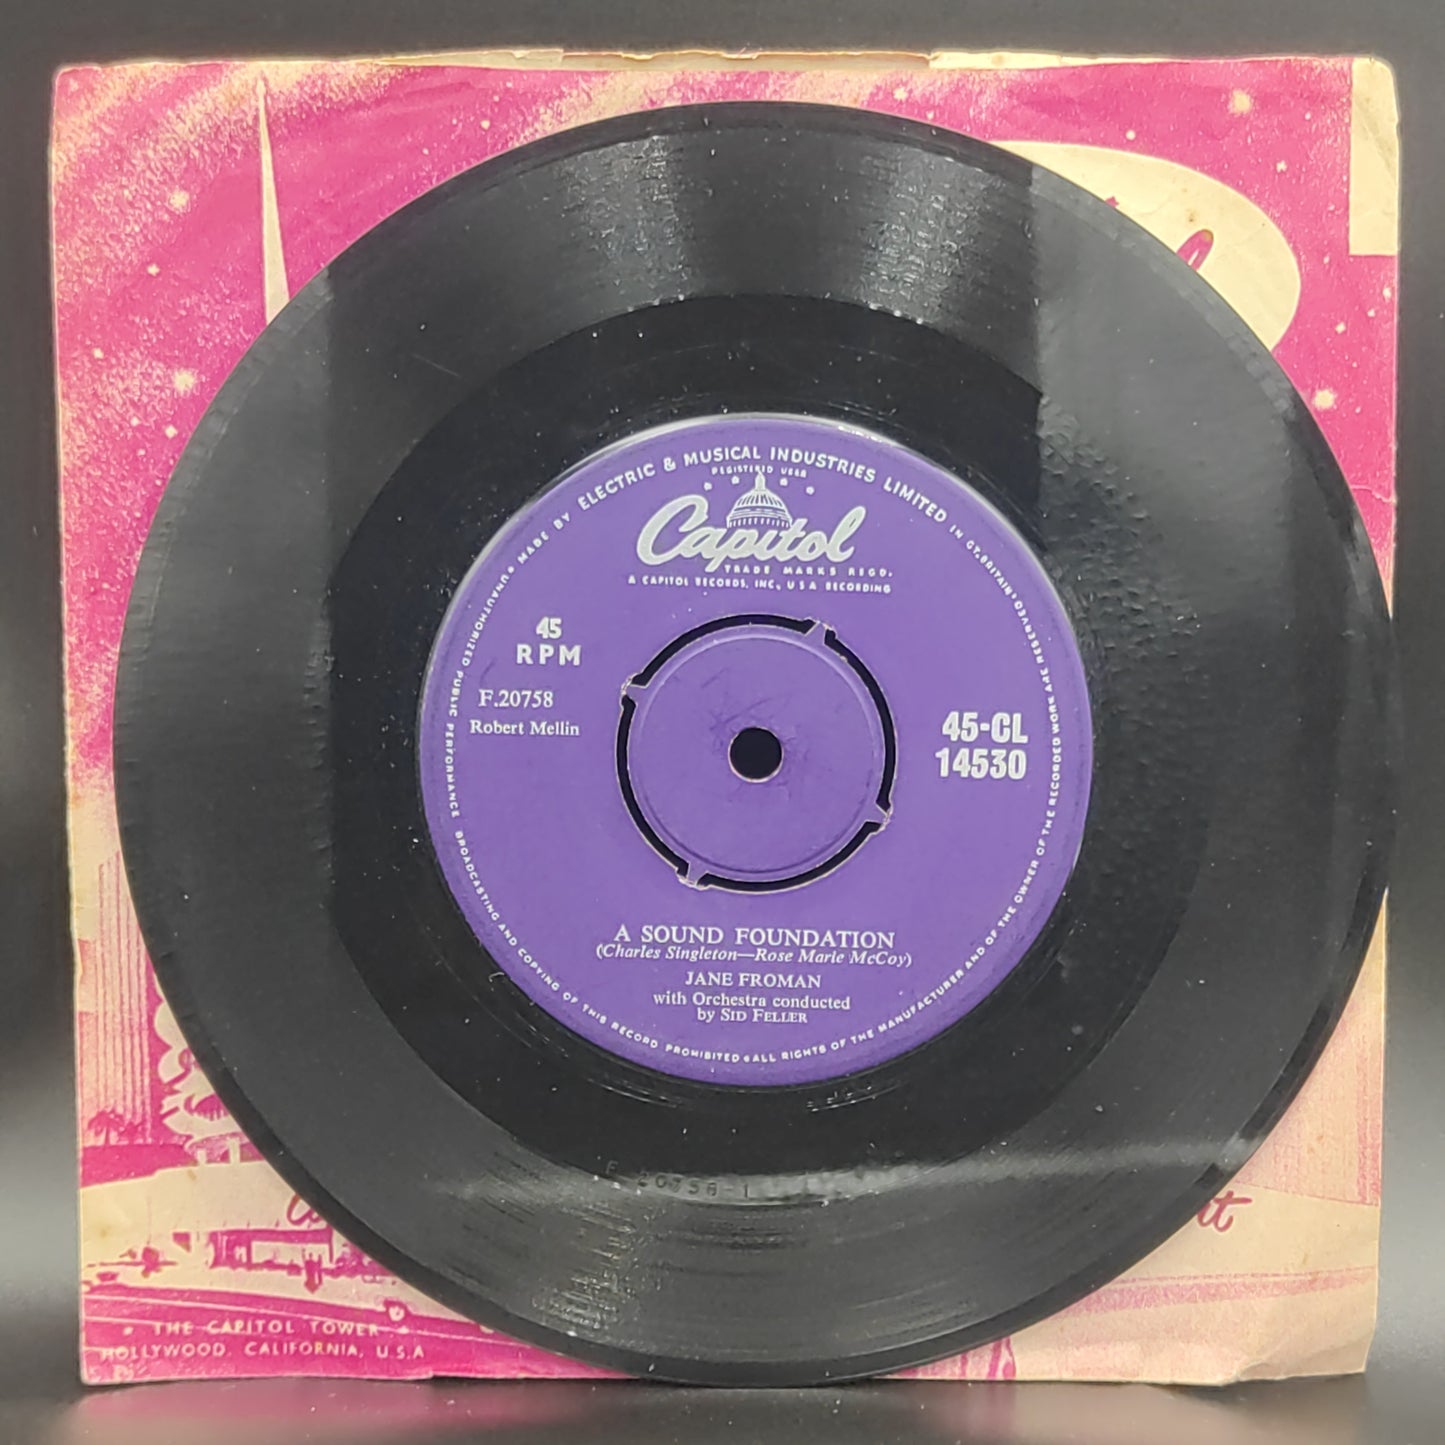 MADE BY ELECTRIC & MUSICAL INDUSTRIES LIMITED IN GT. BRITAIN •
REGISTERED USER
Capitol
TRADE MARKS REGD.
A CAPITOL RECORDS, INC., U S A RECORDING
45
RPM
F.20758
Robert Mellin
45-CL
14530
A SOUND FOUNDATION
(Charles Singleton—Rose Marie McCoy)
JANE FROMAN
with Orchestra conducted
by SID FELLER
UNAUTHORIZED PUBLIC PERFORMANCE BROADCASTING AND COPYING OF THIS RECORD PROHIBITED • ALL RIGHTS OF THE MANUFACTURER AND OF THE OWNER OF THE RECORDED WORK ARE RESERVED •
F 20758-1
• THE CAPITOL TOWER •
HOLLYWOOD, CALIFORNIA, U.S.A